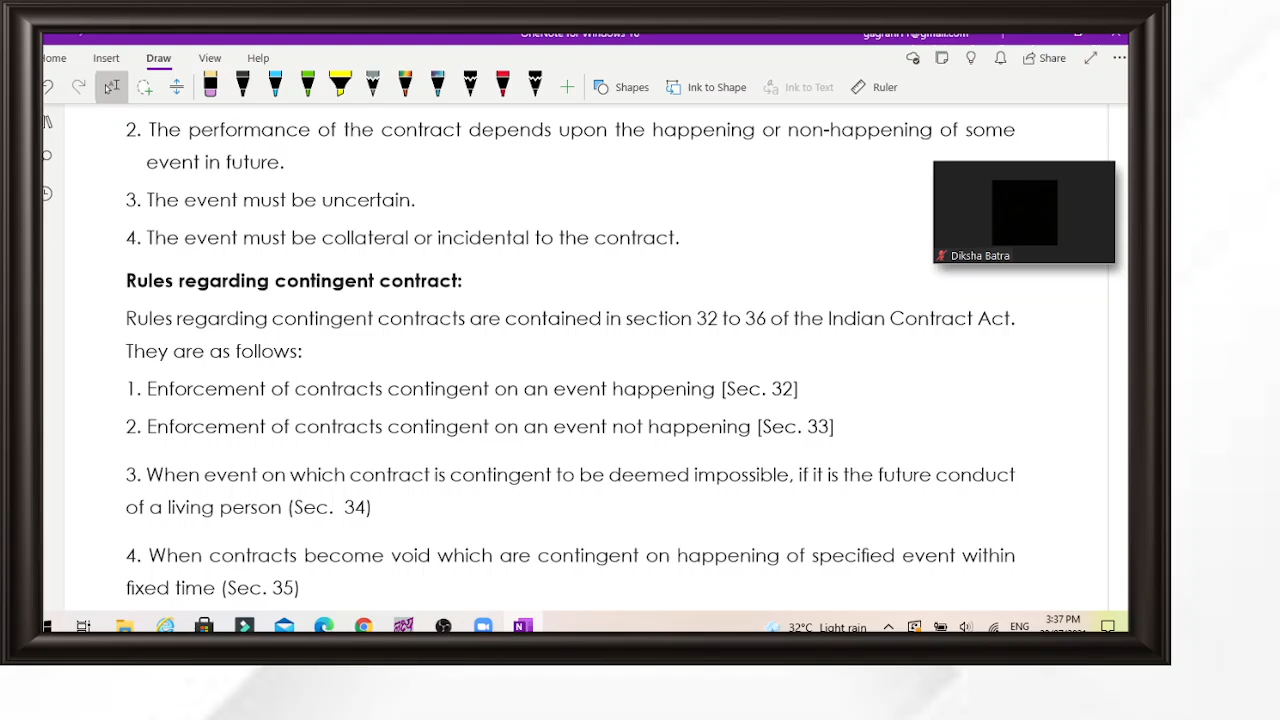 OneNote for Windows 10
Home Insert Draw View Help Share
Shapes Ink to Shape Ink to Text Ruler
2. The performance of the contract depends upon the happening or non-happening of some
event in future.
3. The event must be uncertain.
4. The event must be collateral or incidental to the contract.
Diksha Batra
Rules regarding contingent contract:
Rules regarding contingent contracts are contained in section 32 to 36 of the Indian Contract Act.
They are as follows:
1. Enforcement of contracts contingent on an event happening [Sec. 32]
2. Enforcement of contracts contingent on an event not happening [Sec. 33]
3. When event on which contract is contingent to be deemed impossible, if it is the future conduct
of a living person (Sec. 34)
4. When contracts become void which are contingent on happening of specified event within
fixed time (Sec. 35)
32°C Light rain ENG 3:37 PM